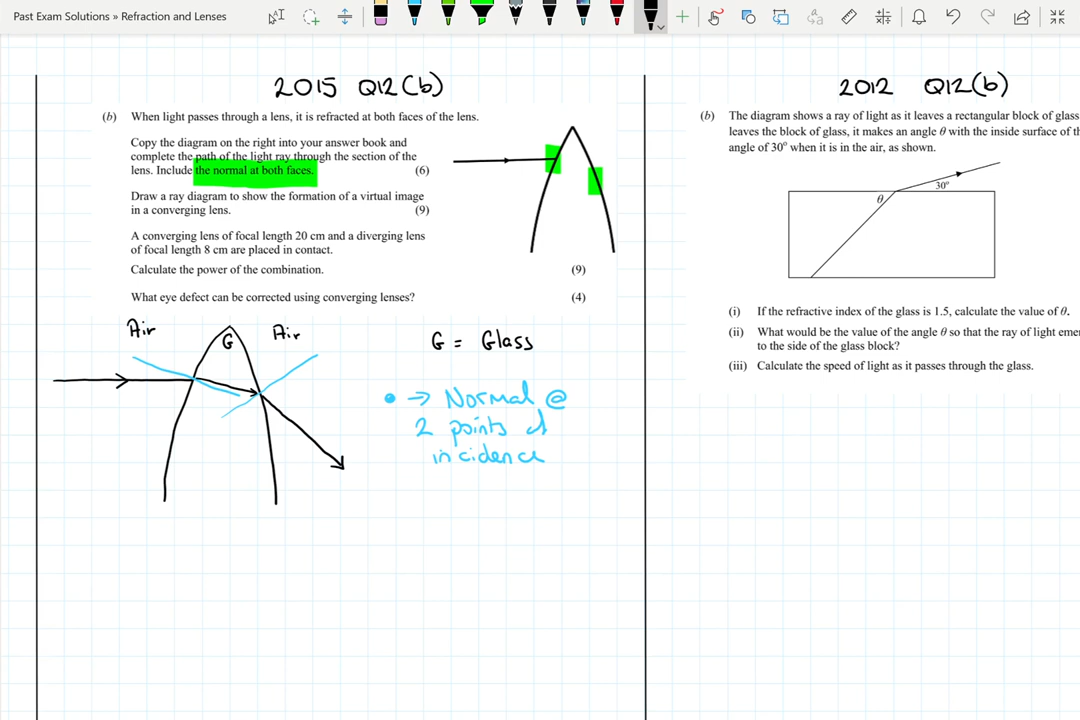 Past Exam Solutions » Refraction and Lenses
2015 Q12(b)
(b) When light passes through a lens, it is refracted at both faces of the lens.
Copy the diagram on the right into your answer book and
complete the path of the light ray through the section of the
lens. Include the normal at both faces. (6)
Draw a ray diagram to show the formation of a virtual image
in a converging lens. (9)
A converging lens of focal length 20 cm and a diverging lens
of focal length 8 cm are placed in contact.
Calculate the power of the combination. (9)
What eye defect can be corrected using converging lenses? (4)
Air
G
Air
G = Glass
• → Normal @
2 points of
incidence
2012 Q12(b)
(b) The diagram shows a ray of light as it leaves a rectangular block of glass
leaves the block of glass, it makes an angle θ with the inside surface of
angle of 30° when it is in the air, as shown.
30°
θ
(i) If the refractive index of the glass is 1.5, calculate the value of θ.
(ii) What would be the value of the angle θ so that the ray of light
to the side of the glass block?
(iii) Calculate the speed of light as it passes through the glass.